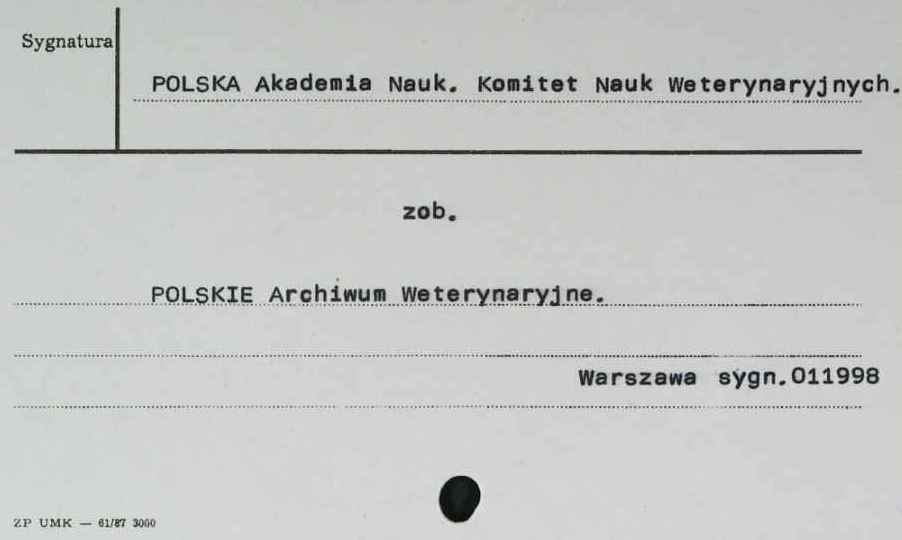 Sygnatura
POLSKA Akademia Nauk. Komitet Nauk Weterynaryjnych.
zob.
POLSKIE Archiwum Weterynaryjne.
Warszawa sygn.011998
ZP UMK — 61/87 3000